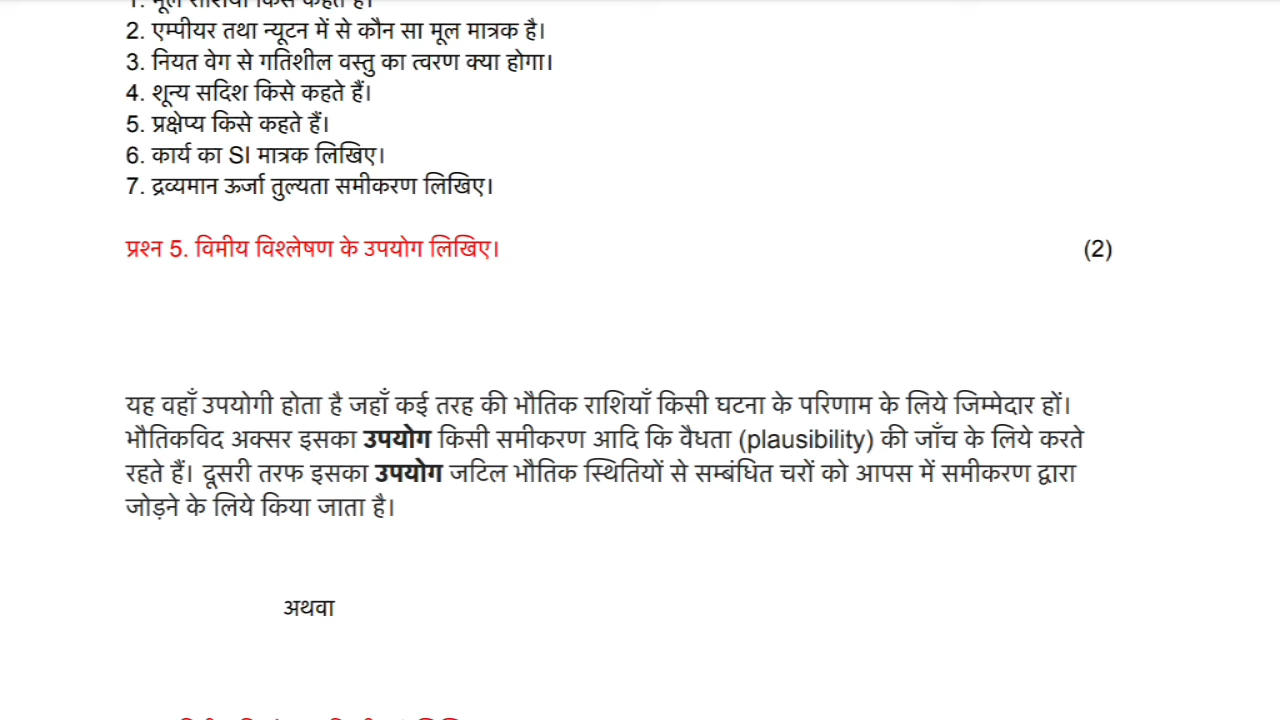 1. मूल राशियाँ किसे कहते हैं।
2. एम्पीयर तथा न्यूटन में से कौन सा मूल मात्रक है।
3. नियत वेग से गतिशील वस्तु का त्वरण क्या होगा।
4. शून्य सदिश किसे कहते हैं।
5. प्रक्षेप्य किसे कहते हैं।
6. कार्य का SI मात्रक लिखिए।
7. द्रव्यमान ऊर्जा तुल्यता समीकरण लिखिए।
प्रश्न 5. विमीय विश्लेषण के उपयोग लिखिए। (2)
यह वहाँ उपयोगी होता है जहाँ कई तरह की भौतिक राशियाँ किसी घटना के परिणाम के लिये जिम्मेदार हों।
भौतिकविद अक्सर इसका उपयोग किसी समीकरण आदि कि वैधता (plausibility) की जाँच के लिये करते
रहते हैं। दूसरी तरफ इसका उपयोग जटिल भौतिक स्थितियों से सम्बंधित चरों को आपस में समीकरण द्वारा
जोड़ने के लिये किया जाता है।
अथवा